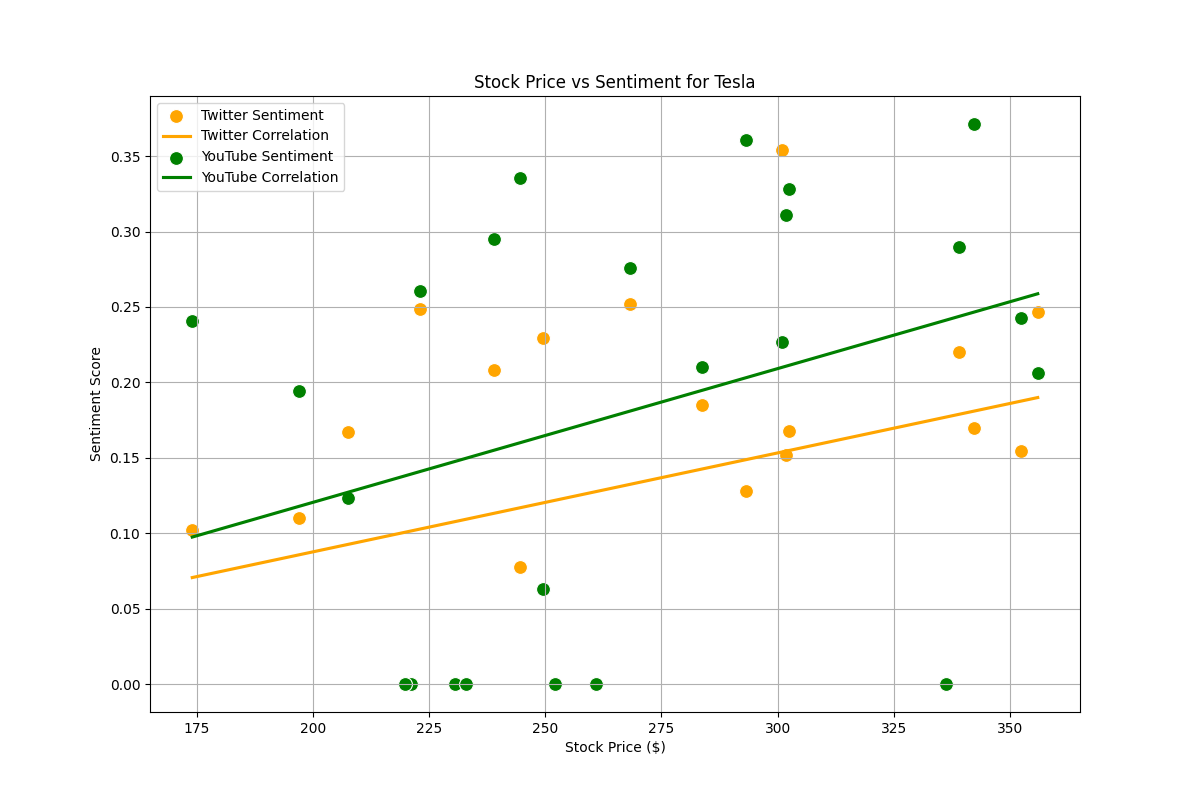 Stock Price vs Sentiment for Tesla
Twitter Sentiment
Twitter Correlation
YouTube Sentiment
YouTube Correlation
Sentiment Score
0.35
0.30
0.25
0.20
0.15
0.10
0.05
0.00
175 200 225 250 275 300 325 350
Stock Price ($)